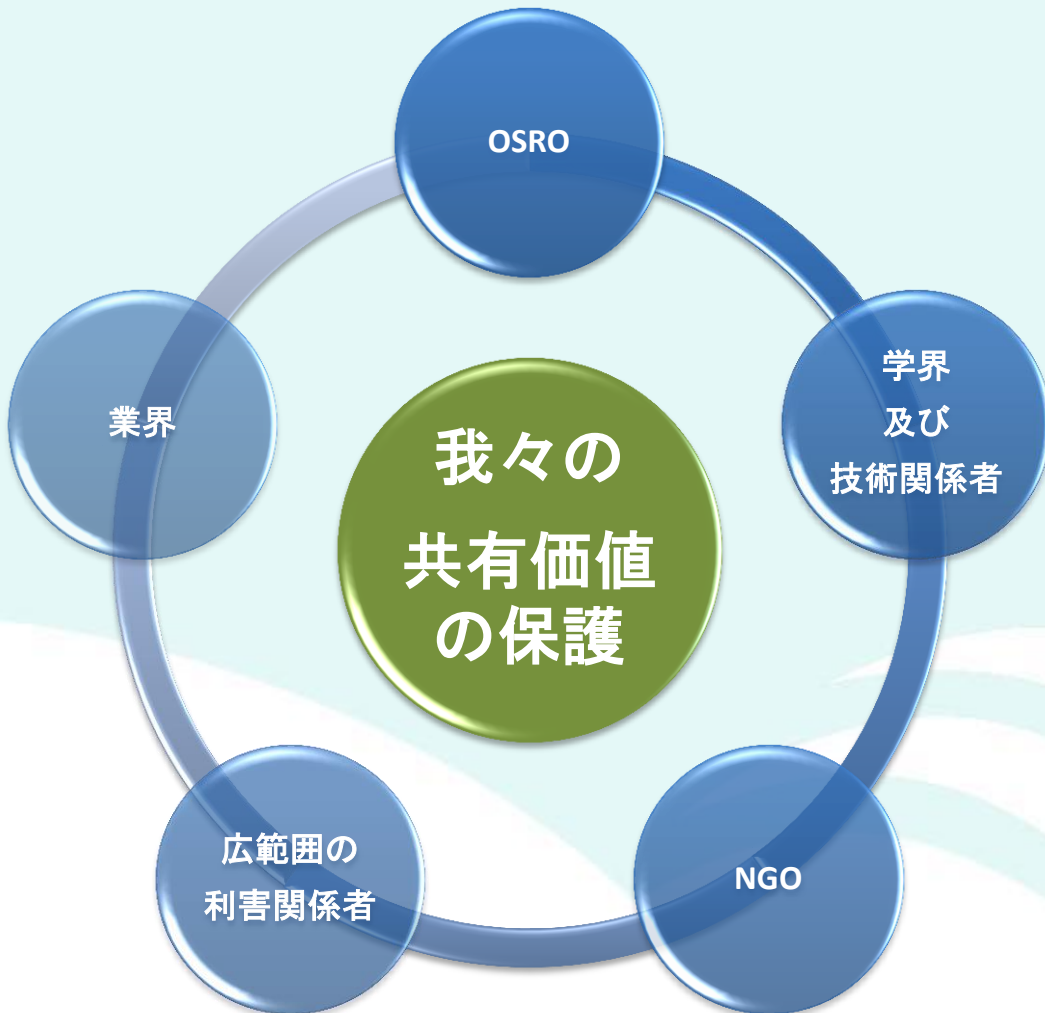 OSRO
学界
及び
技術関係者
業界
我々の
共有価値
の保護
広範囲の
利害関係者
NGO